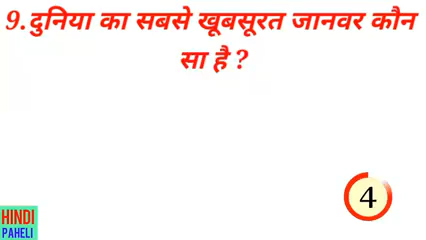 9.दुनिया का सबसे खूबसूरत जानवर कौन
सा है ?
4
HINDI
PAHELI